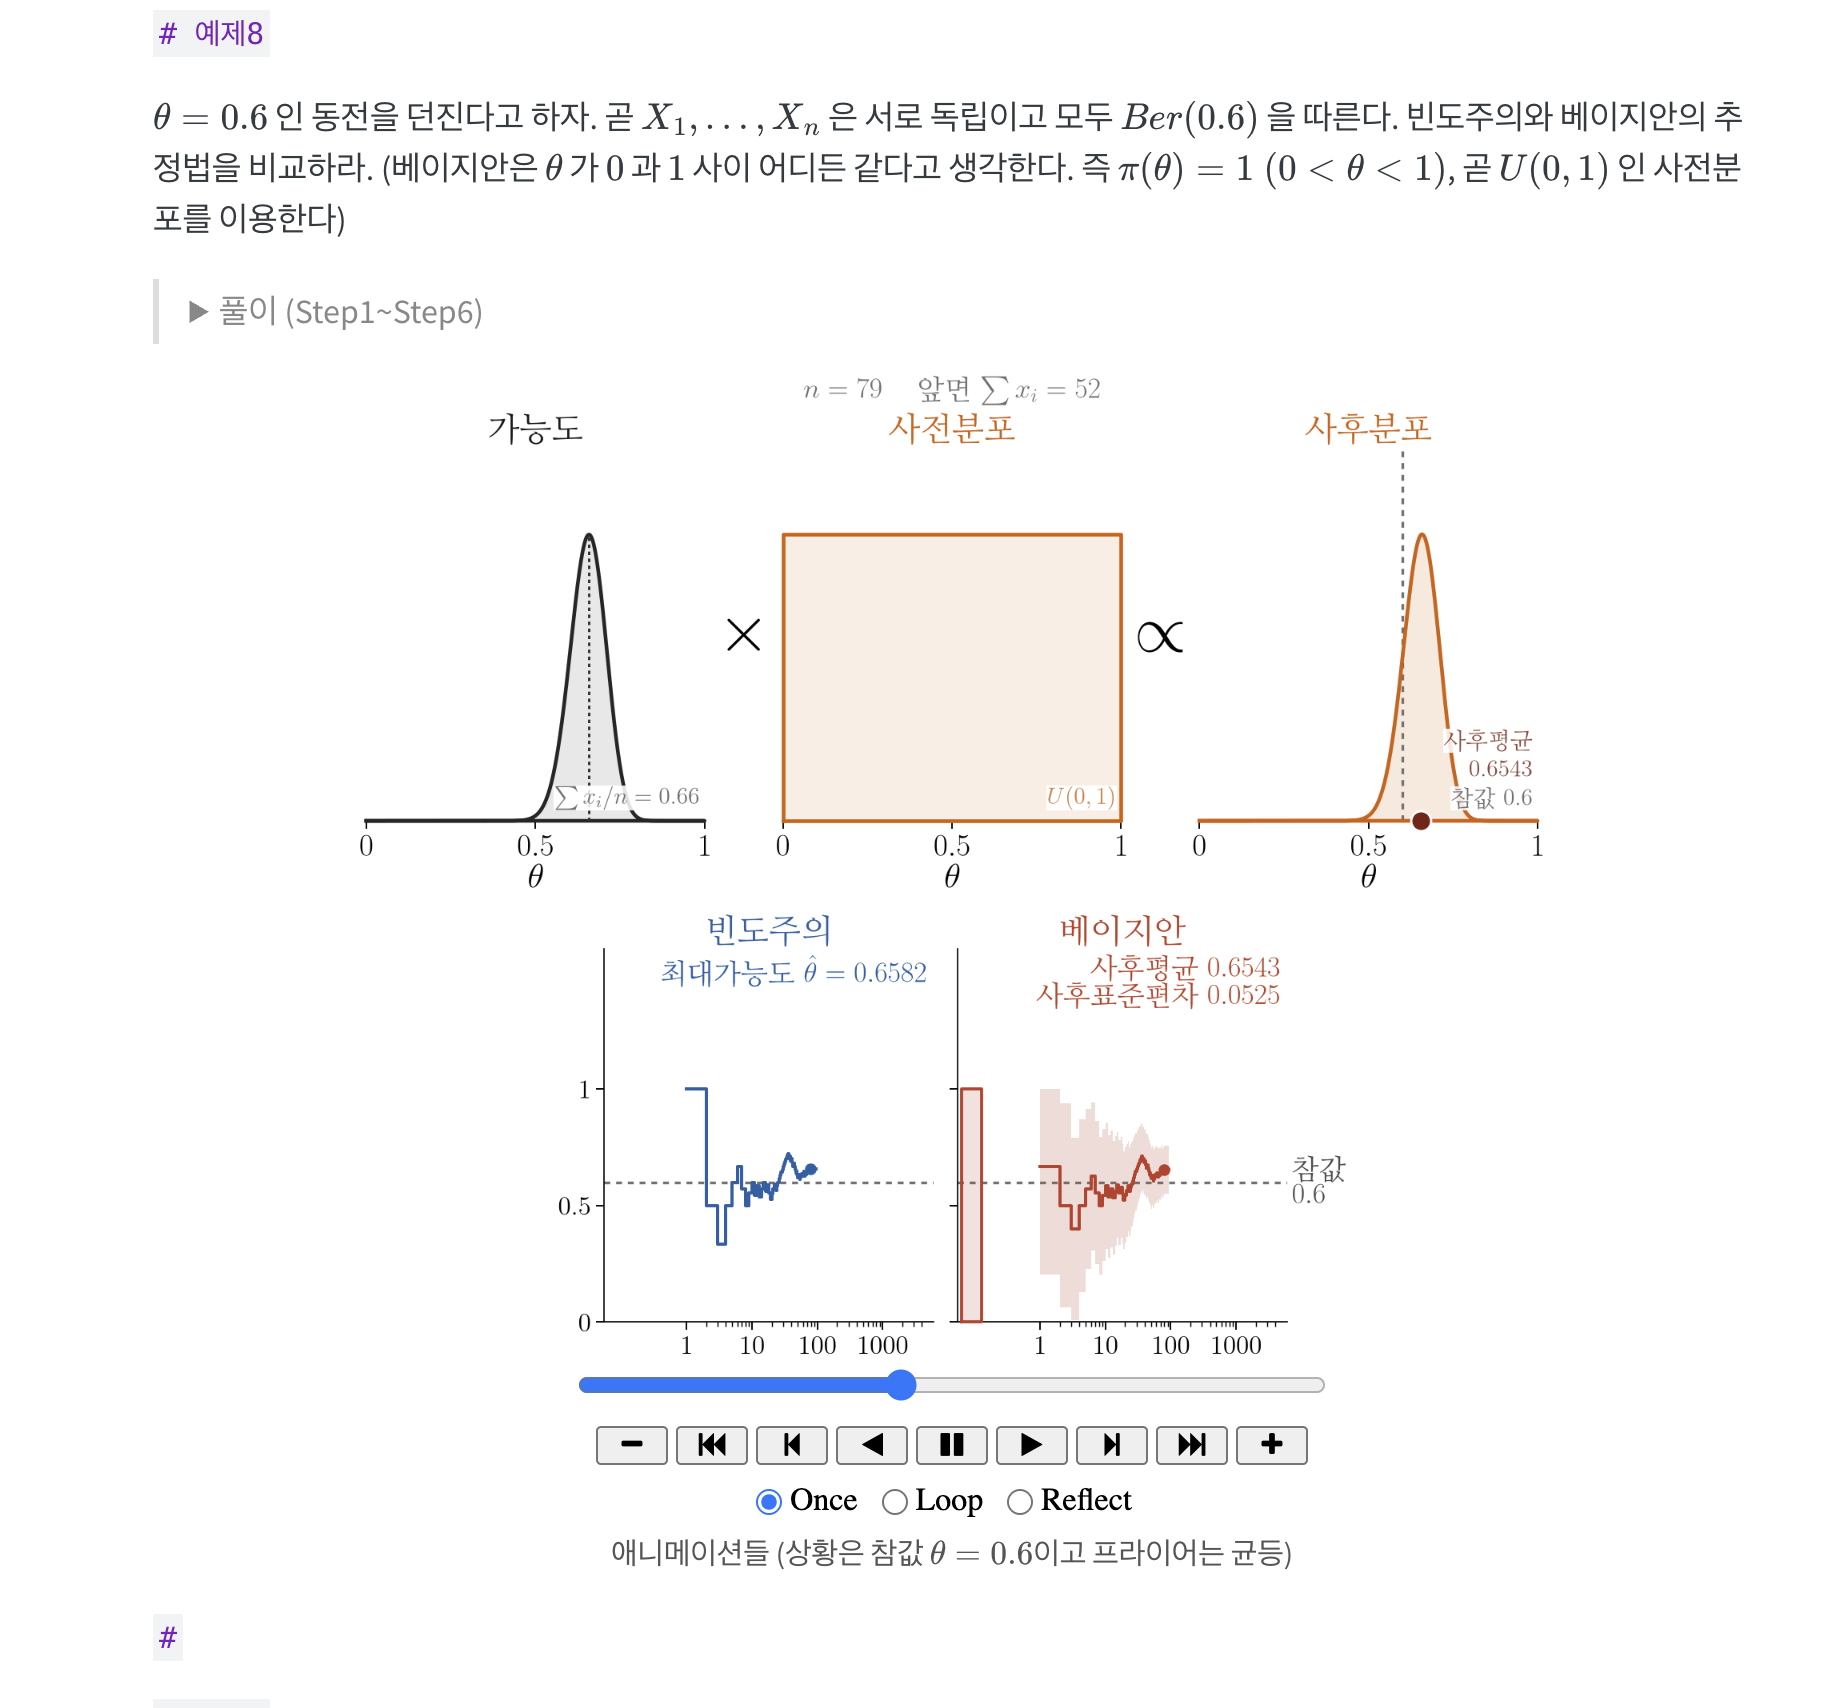 # 예제8
θ = 0.6 인 동전을 던진다고 하자. 곧 X₁, . . . , Xₙ 은 서로 독립이고 모두 Ber(0.6) 을 따른다. 빈도주의와 베이지안의 추
정법을 비교하라. (베이지안은 θ 가 0 과 1 사이 어디든 같다고 생각한다. 즉 π(θ) = 1 (0 < θ < 1), 곧 U(0, 1) 인 사전분
포를 이용한다)
▶ 풀이 (Step1~Step6)
n = 79 앞면 ∑ xᵢ = 52
가능도 사전분포 사후분포
× ∝
사후평균
0.6543
∑ xᵢ/n = 0.66 U(0, 1) 참값 0.6
0 0.5 1 0 0.5 1 0 0.5 1
θ θ θ
빈도주의 베이지안
최대가능도 θ̂ = 0.6582 사후평균 0.6543
사후표준편차 0.0525
1
참값
0.6
0.5
0
1 10 100 1000 1 10 100 1000
Once Loop Reflect
애니메이션들 (상황은 참값 θ = 0.6이고 프라이어는 균등)
#